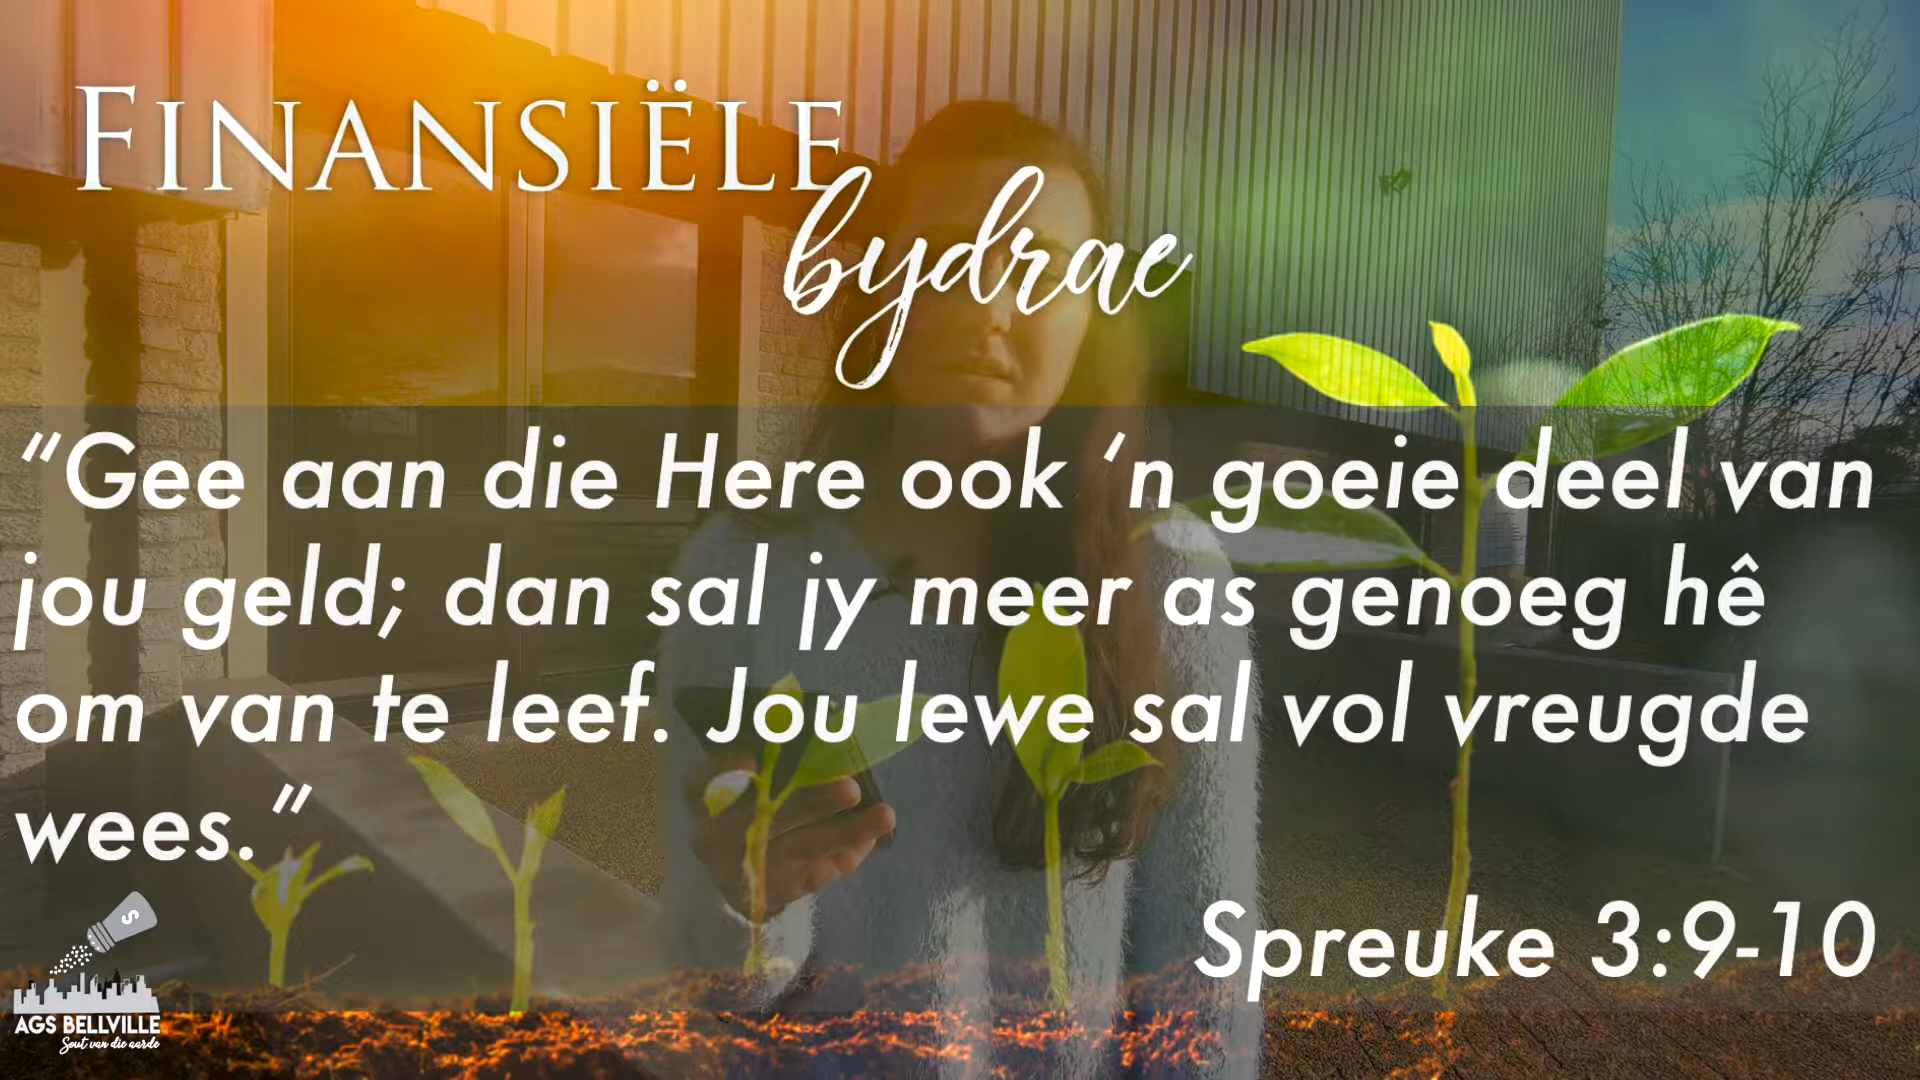 FINANSIËLE
bydrae
“Gee aan die Here ook ‘n goeie deel van
jou geld; dan sal jy meer as genoeg hê
om van te leef. Jou lewe sal vol vreugde
wees.”
Spreuke 3:9-10
S
AGS BELLVILLE
Sout van die aarde